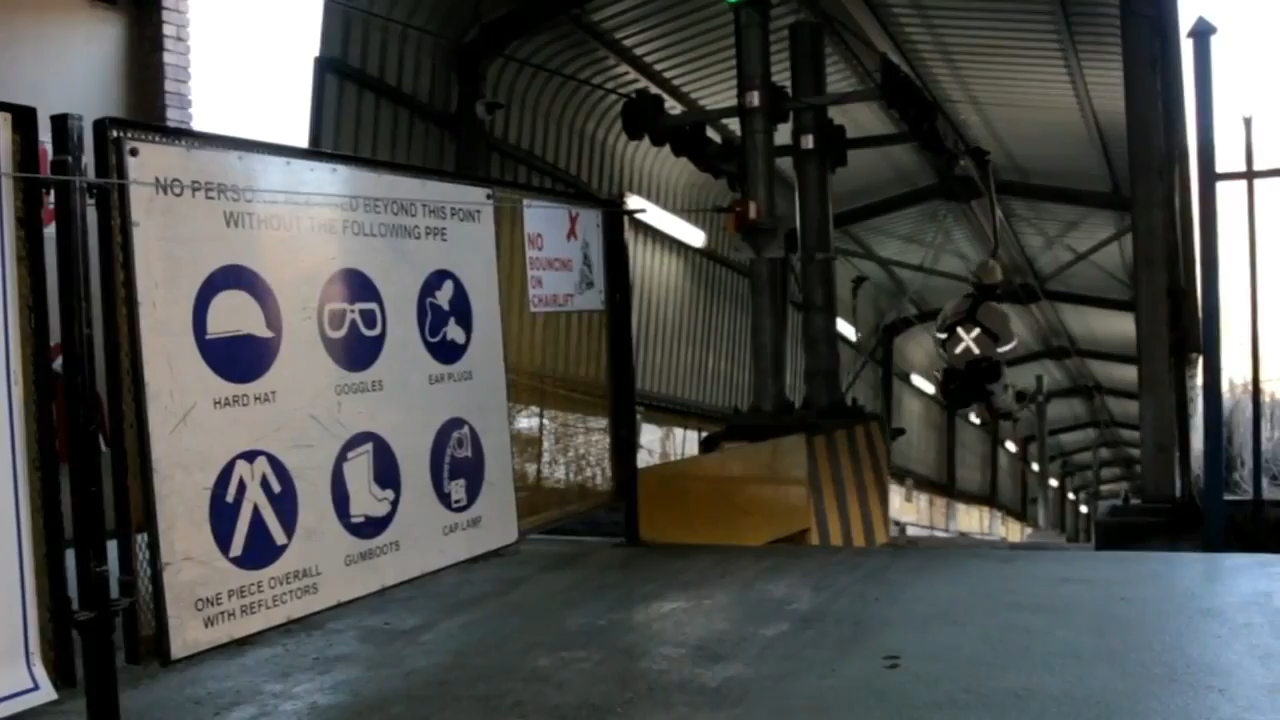 NO PERSO D BEYOND THIS POINT
WITHOUT THE FOLLOWING PPE
HARD HAT
GOGGLES
EAR PLUGS
ONE PIECE OVERALL
WITH REFLECTORS
GUMBOOTS
CAP LAMP
NO
BOUNCING
ON
CHAIRLIFT